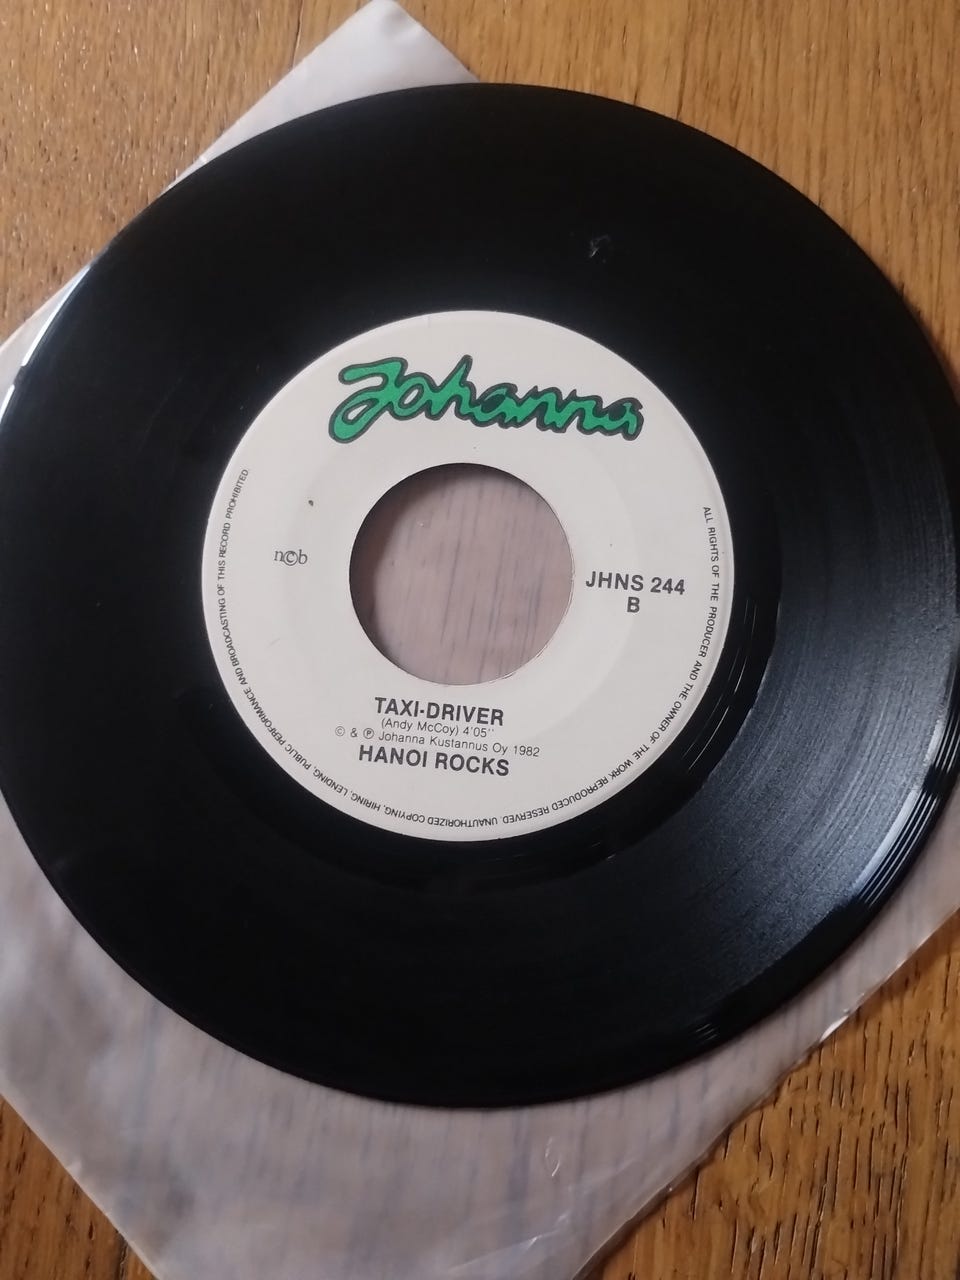 Johanna
n©b
JHNS 244
B
TAXI-DRIVER
(Andy McCoy) 4'05''
© & ℗ Johanna Kustannus Oy 1982
HANOI ROCKS
ALL RIGHTS OF THE PRODUCER AND THE OWNER OF THE WORK REPRODUCED RESERVED. UNAUTHORIZED COPYING, HIRING, LENDING, PUBLIC PERFORMANCE AND BROADCASTING OF THIS RECORD PROHIBITED.